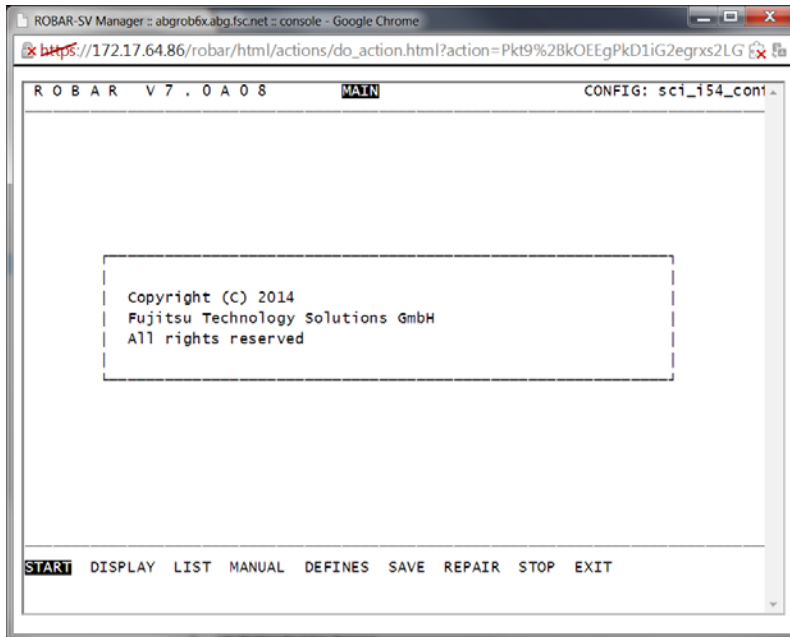 ROBAR-SV Manager :: abgrob6x.abg.fsc.net :: console - Google Chrome
https://172.17.64.86/robar/html/actions/do_action.html?action=Pkt9%2BkOEEgPkD1iG2egrxs2LG
R O B A R V 7 . 0 A 0 8 MAIN CONFIG: sci_i54_conf
Copyright (C) 2014
Fujitsu Technology Solutions GmbH
All rights reserved
START DISPLAY LIST MANUAL DEFINES SAVE REPAIR STOP EXIT